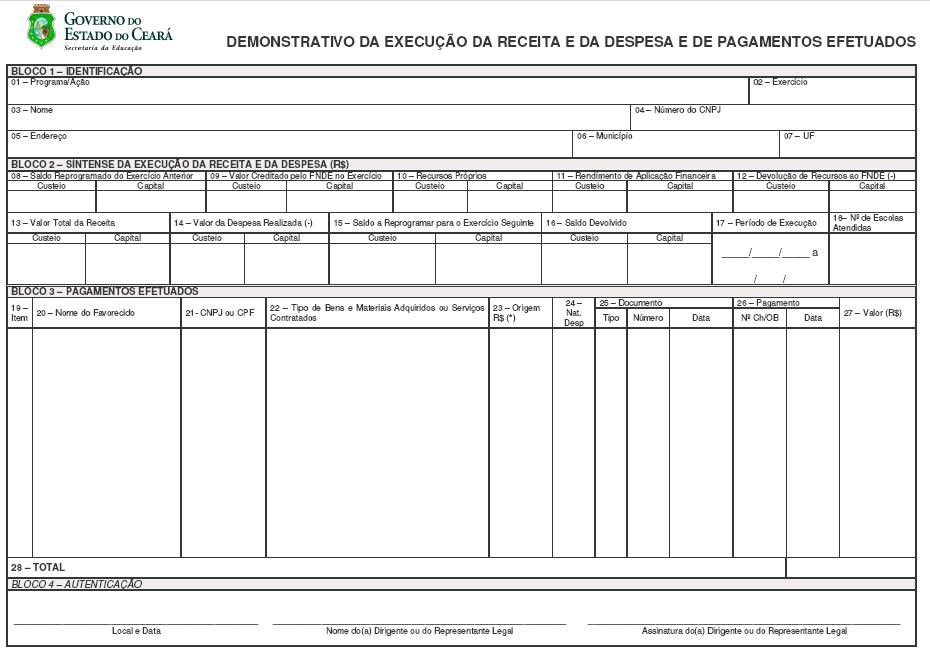 GOVERNO DO
ESTADO DO CEARÁ
Secretaria da Educação
DEMONSTRATIVO DA EXECUÇÃO DA RECEITA E DA DESPESA E DE PAGAMENTOS EFETUADOS
BLOCO 1 – IDENTIFICAÇÃO
01 – Programa/Ação 02 – Exercício
03 – Nome 04 – Número do CNPJ
05 – Endereço 06 – Município 07 – UF
BLOCO 2 – SINTENSE DA EXECUÇÃO DA RECEITA E DA DESPESA (R$)
08 – Saldo Reprogramado do Exercício Anterior 09 – Valor Creditado pelo FNDE no Exercício 10 – Recursos Próprios 11 – Rendimento de Aplicação Financeira 12 – Devolução de Recursos ao FNDE (-)
Custeio Capital Custeio Capital Custeio Capital Custeio Capital Custeio Capital
13 – Valor Total da Receita 14 – Valor da Despesa Realizada (-) 15 – Saldo a Reprogramar para o Exercício Seguinte 16 – Saldo Devolvido 17 – Período de Execução 18– Nº de Escolas
Atendidas
Custeio Capital Custeio Capital Custeio Capital Custeio Capital
_____/_____/_____ a
/ /
BLOCO 3 – PAGAMENTOS EFETUADOS
19 –
Item
20 – Nome do Favorecido
21- CNPJ ou CPF
22 – Tipo de Bens e Materiais Adquiridos ou Serviços
Contratados
23 – Origem
R$ (*)
24 –
Nat.
Desp
25 – Documento
Tipo Número Data
26 – Pagamento
Nº Ch/OB Data
27 – Valor (R$)
28 – TOTAL
BLOCO 4 – AUTENTICAÇÃO
Local e Data Nome do(a) Dirigente ou do Representante Legal Assinatura do(a) Dirigente ou do Representante Legal